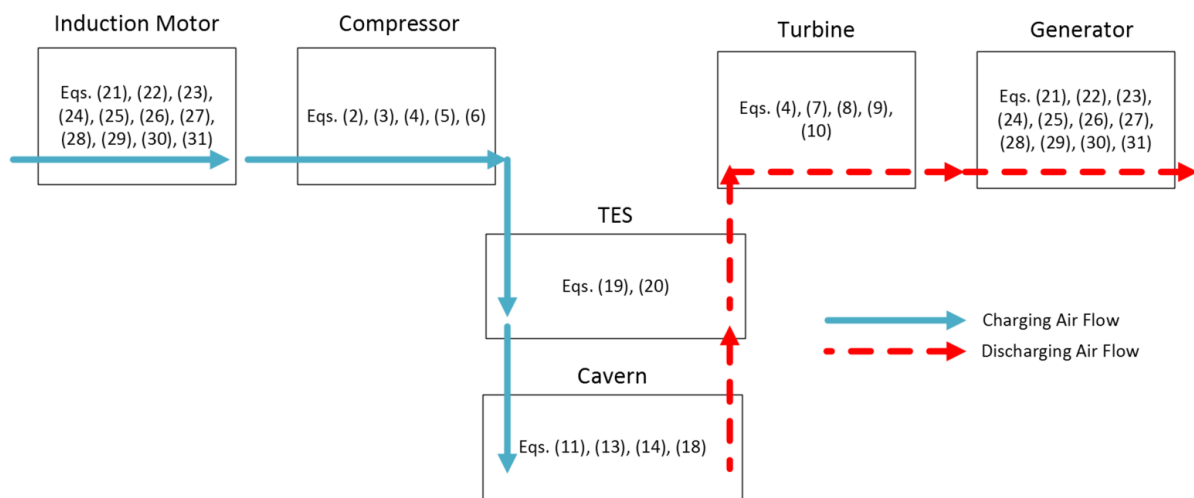 Induction Motor
Eqs. (21), (22), (23),
(24), (25), (26), (27),
(28), (29), (30), (31)
Compressor
Eqs. (2), (3), (4), (5), (6)
Turbine
Eqs. (4), (7), (8), (9),
(10)
Generator
Eqs. (21), (22), (23),
(24), (25), (26), (27),
(28), (29), (30), (31)
TES
Eqs. (19), (20)
Cavern
Eqs. (11), (13), (14), (18)
Charging Air Flow
Discharging Air Flow